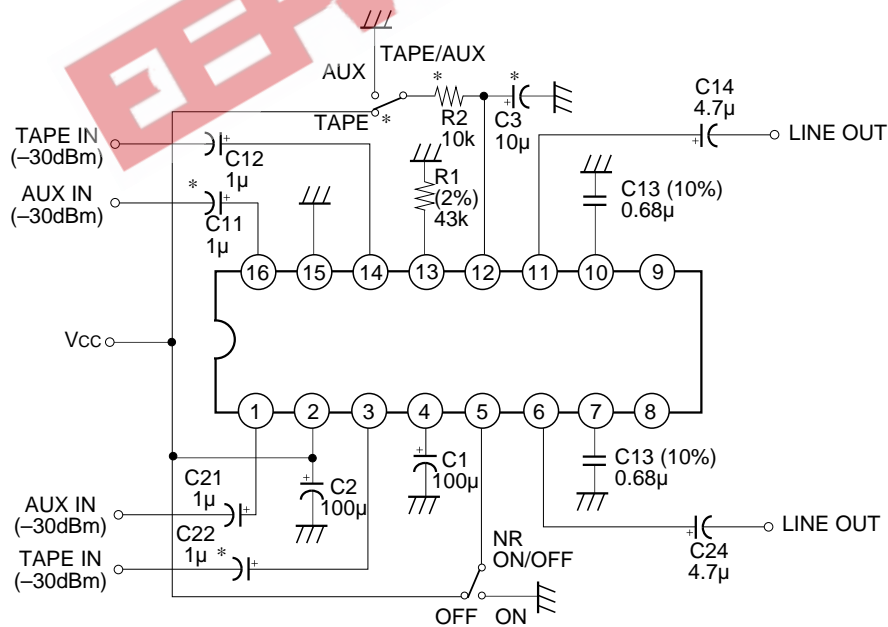 EER
TAPE/AUX
AUX
TAPE *
*
R2
10k
*
+
C3
10µ
C14
4.7µ
+
LINE OUT
TAPE IN
(–30dBm)
+
C12
1µ
AUX IN
(–30dBm)
*
+
C11
1µ
R1
(2%)
43k
C13 (10%)
0.68µ
16 15 14 13 12 11 10 9
Vcc
1 2 3 4 5 6 7 8
+
C2
100µ
+
C1
100µ
C13 (10%)
0.68µ
C21
1µ
+
AUX IN
(–30dBm)
C22
1µ *
+
TAPE IN
(–30dBm)
NR
ON/OFF
OFF ON
+
C24
4.7µ
LINE OUT